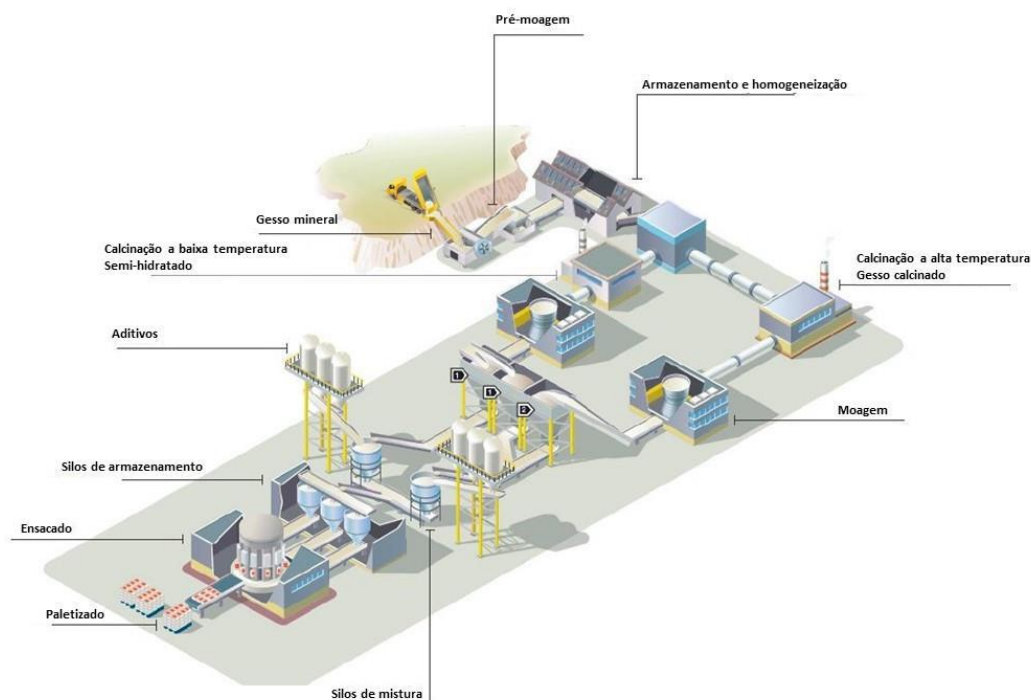 Pré-moagem
Armazenamento e homogeneização
Gesso mineral
Calcinação a baixa temperatura
Semi-hidratado
Calcinação a alta temperatura
Gesso calcinado
Aditivos
1
1
2
Moagem
Silos de armazenamento
Ensacado
Paletizado
Silos de mistura